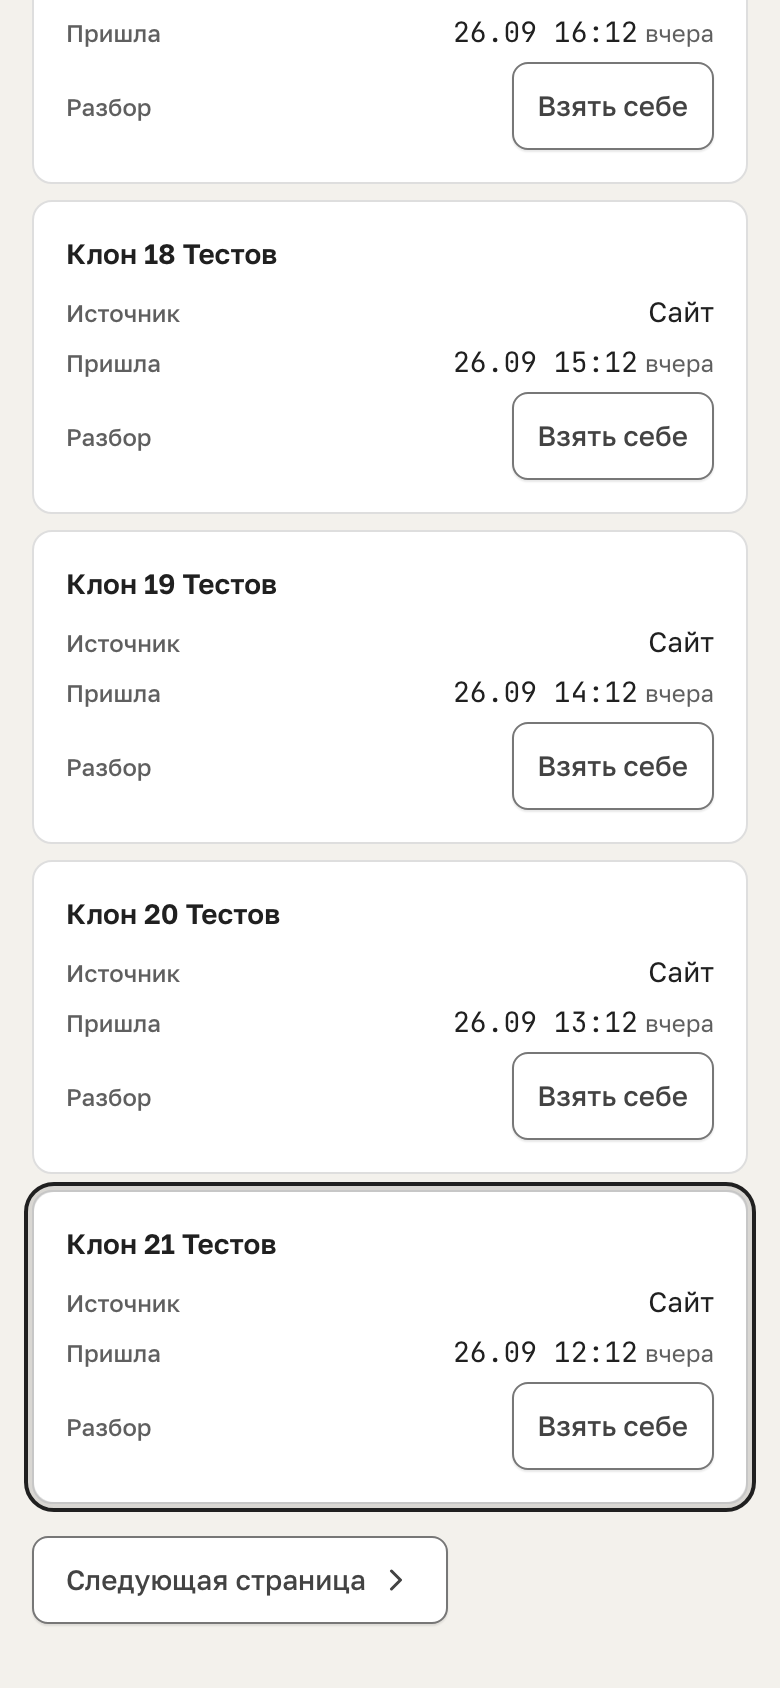 Пришла 26.09 16:12 вчера
Разбор Взять себе
Клон 18 Тестов
Источник Сайт
Пришла 26.09 15:12 вчера
Разбор Взять себе
Клон 19 Тестов
Источник Сайт
Пришла 26.09 14:12 вчера
Разбор Взять себе
Клон 20 Тестов
Источник Сайт
Пришла 26.09 13:12 вчера
Разбор Взять себе
Клон 21 Тестов
Источник Сайт
Пришла 26.09 12:12 вчера
Разбор Взять себе
Следующая страница